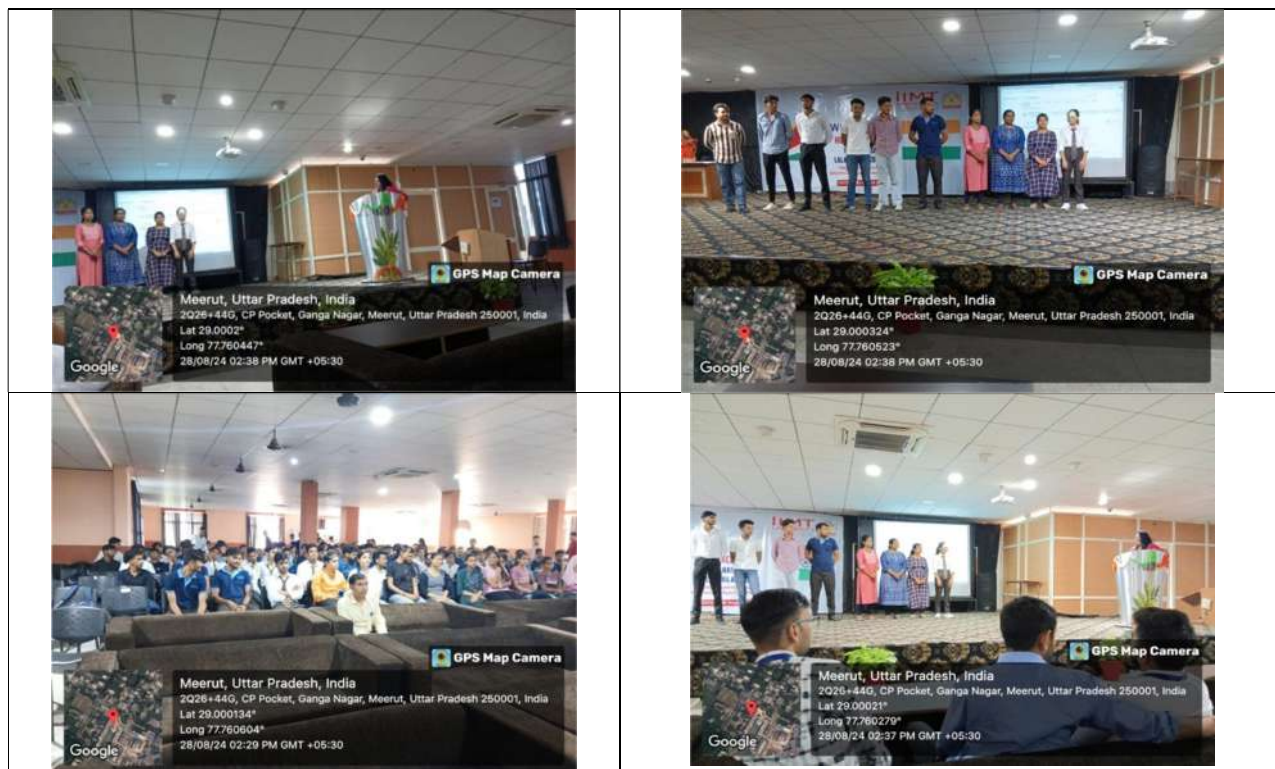 GPS Map Camera
Meerut, Uttar Pradesh, India
2Q26+44G, CP Pocket, Ganga Nagar, Meerut, Uttar Pradesh 250001, India
Lat 29.0002°
Long 77.760447°
28/08/24 02:38 PM GMT +05:30
Google
IIMT
GPS Map Camera
Meerut, Uttar Pradesh, India
2Q26+44G, CP Pocket, Ganga Nagar, Meerut, Uttar Pradesh 250001, India
Lat 29.000324°
Long 77.760523°
28/08/24 02:38 PM GMT +05:30
Google
GPS Map Camera
Meerut, Uttar Pradesh, India
2Q26+44G, CP Pocket, Ganga Nagar, Meerut, Uttar Pradesh 250001, India
Lat 29.000134°
Long 77.760604°
28/08/24 02:29 PM GMT +05:30
Google
IIMT
GPS Map Camera
Meerut, Uttar Pradesh, India
2Q26+44G, CP Pocket, Ganga Nagar, Meerut, Uttar Pradesh 250001, India
Lat 29.00021°
Long 77.760279°
28/08/24 02:37 PM GMT +05:30
Google